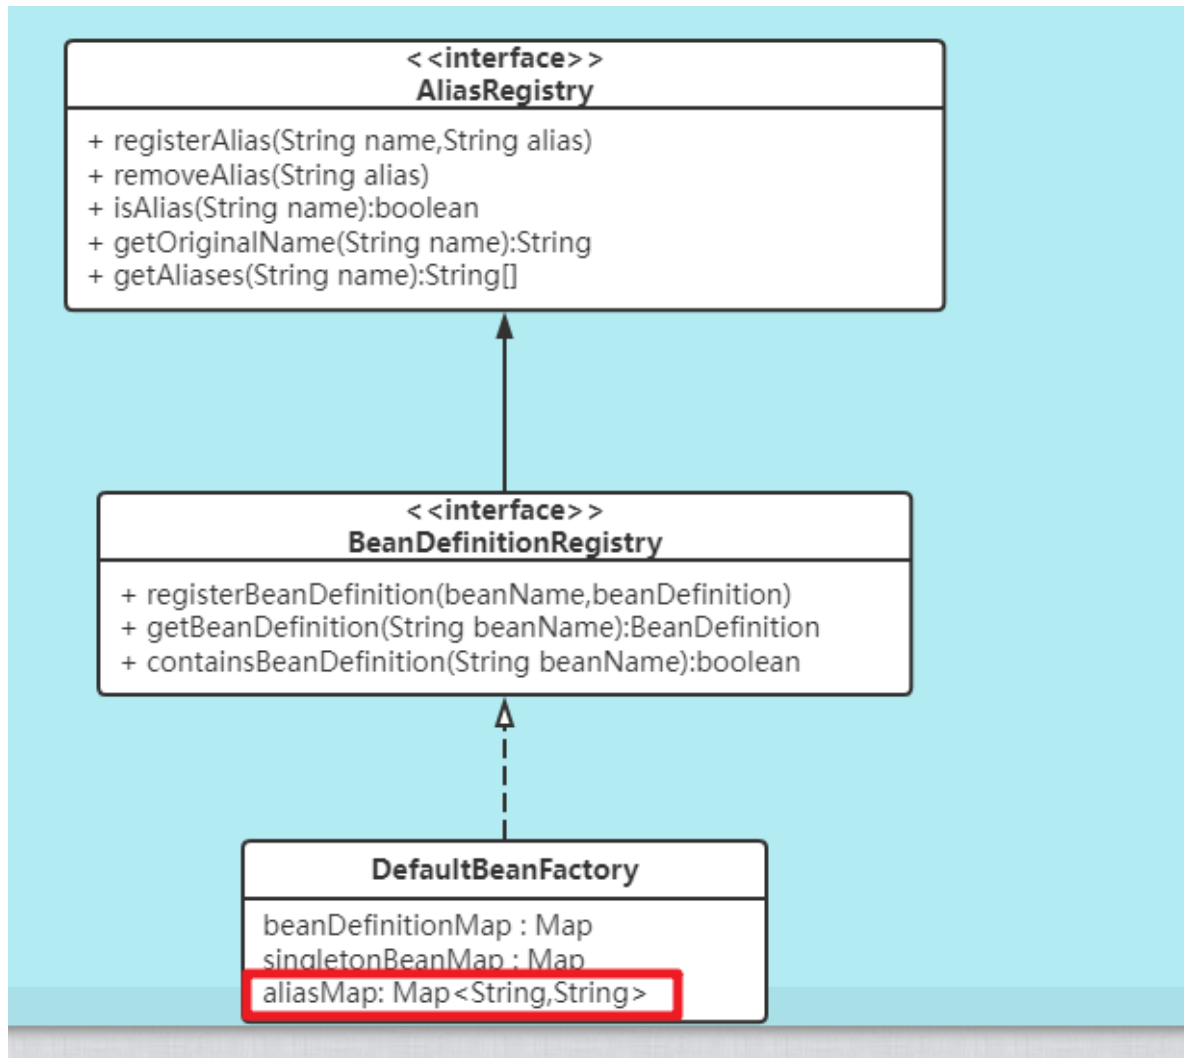 <<interface>>
AliasRegistry
+ registerAlias(String name,String alias)
+ removeAlias(String alias)
+ isAlias(String name):boolean
+ getOriginalName(String name):String
+ getAliases(String name):String[]
<<interface>>
BeanDefinitionRegistry
+ registerBeanDefinition(beanName,beanDefinition)
+ getBeanDefinition(String beanName):BeanDefinition
+ containsBeanDefinition(String beanName):boolean
DefaultBeanFactory
beanDefinitionMap : Map
singletonBeanMap : Map
aliasMap: Map<String,String>